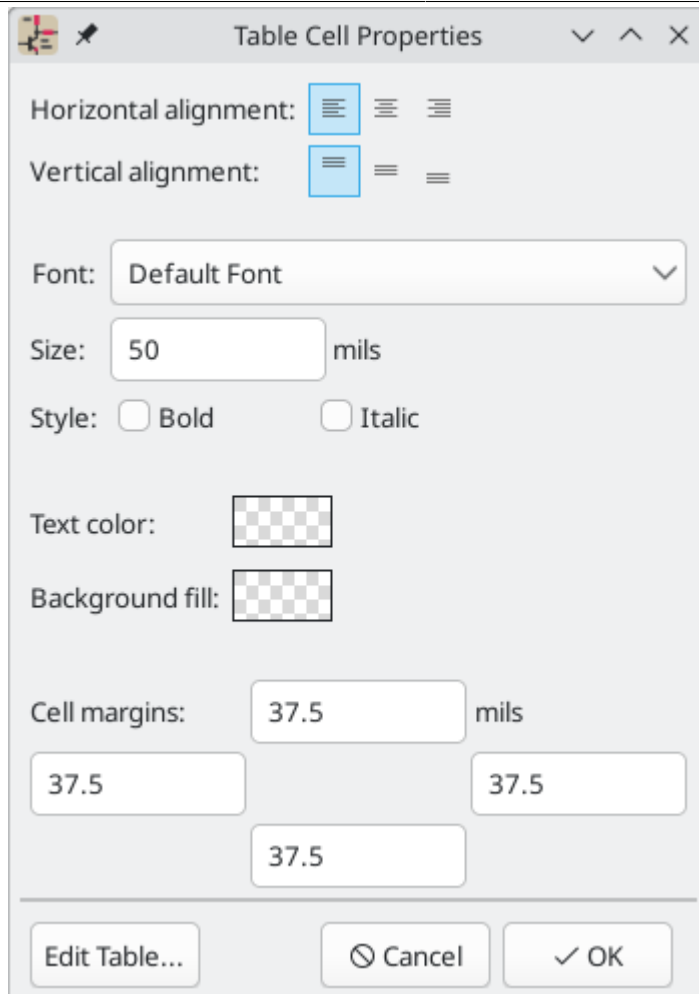 Table Cell Properties
Horizontal alignment:
Vertical alignment:
Font: Default Font
Size: 50 mils
Style: Bold Italic
Text color:
Background fill:
Cell margins: 37.5 mils
37.5 37.5
37.5
Edit Table... Cancel OK